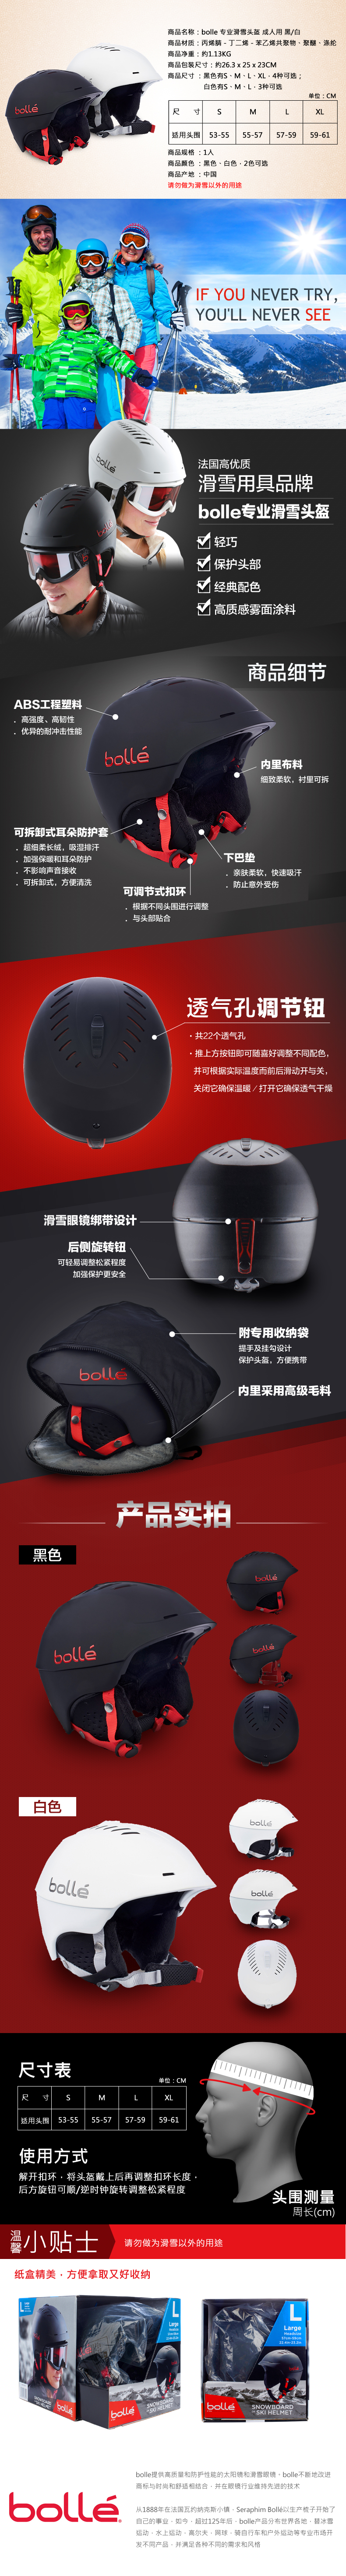 商品名称：bolle 专业滑雪头盔 成人用 黑/白
商品材质：丙烯腈 - 丁二烯 - 苯乙烯共聚物、聚醚、涤纶
商品净重：约1.13KG
商品包装尺寸：约26.3 x 25 x 23CM
商品尺寸 ：黑色有S、M、L、XL，4种可选；
白色有S、M、L，3种可选
单位：CM
尺 寸 S M L XL
适用头围 53-55 55-57 57-59 59-61
商品规格 ：1人
商品颜色 ：黑色、白色，2色可选
商品产地 ：中国
请勿做为滑雪以外的用途
bollé
IF YOU NEVER TRY,
YOU'LL NEVER SEE
法国高优质
滑雪用具品牌
bolle专业滑雪头盔
轻巧
保护头部
经典配色
高质感雾面涂料
bollé
商品细节
ABS工程塑料
．高强度、高韧性
．优异的耐冲击性能
bollé
内里布料
细致柔软，衬里可拆
可拆卸式耳朵防护套
．超细柔长绒，吸湿排汗
．加强保暖和耳朵防护
．不影响声音接收
．可拆卸式，方便清洗
下巴垫
．亲肤柔软，快速吸汗
．防止意外受伤
可调节式扣环
．根据不同头围进行调整
．与头部贴合
透气孔调节钮
・共22个透气孔
・推上方按钮即可随喜好调整不同配色，
并可根据实际温度而前后滑动开与关，
关闭它确保温暖／打开它确保透气干燥
滑雪眼镜绑带设计
后侧旋转钮
可轻易调整松紧程度
加强保护更安全
附专用收纳袋
提手及挂勾设计
保护头盔，方便携带
bollé
内里采用高级毛料
产品实拍
黑色
bollé
bollé
bollé
白色
bollé
bollé
bollé
尺寸表
单位：CM
尺 寸 S M L XL
适用头围 53-55 55-57 57-59 59-61
使用方式
解开扣环，将头盔戴上后再调整扣环长度，
后方旋钮可顺/逆时钟旋转调整松紧程度
头围测量
周长(cm)
温馨小贴士
请勿做为滑雪以外的用途
纸盒精美，方便拿取又好收纳
L
Large
bollé
SNOWBOARD
SKI HELMET
L
Large
bollé
SNOWBOARD
SKI HELMET
bollé
bolle提供高质量和防护性能的太阳镜和滑雪眼镜。bolle不断地改进
商标与时尚和舒适相结合，并在眼镜行业维持先进的技术
从1888年在法国瓦约纳克斯小镇，Seraphim Bollé以生产梳子开始了
自己的事业，如今，超过125年后，bolle产品分布世界各地，替冰雪
运动、水上运动、高尔夫、网球、骑自行车和户外运动等专业市场开
发不同产品，并满足各种不同的需求和风格